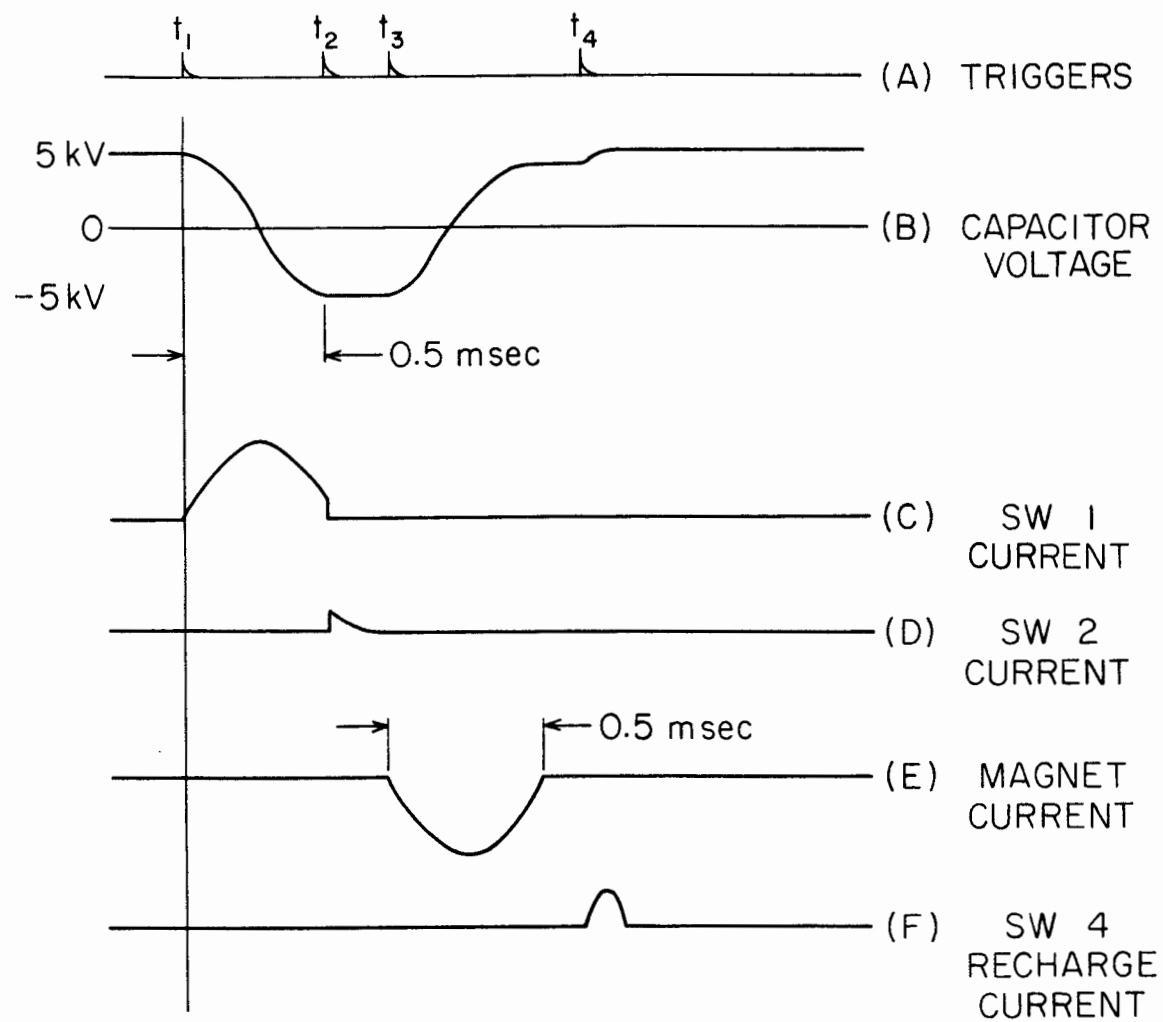 t1 t2 t3 t4
(A) TRIGGERS
5 kV
0
(B) CAPACITOR
VOLTAGE
-5 kV
0.5 msec
(C) SW 1
CURRENT
(D) SW 2
CURRENT
0.5 msec
(E) MAGNET
CURRENT
(F) SW 4
RECHARGE
CURRENT